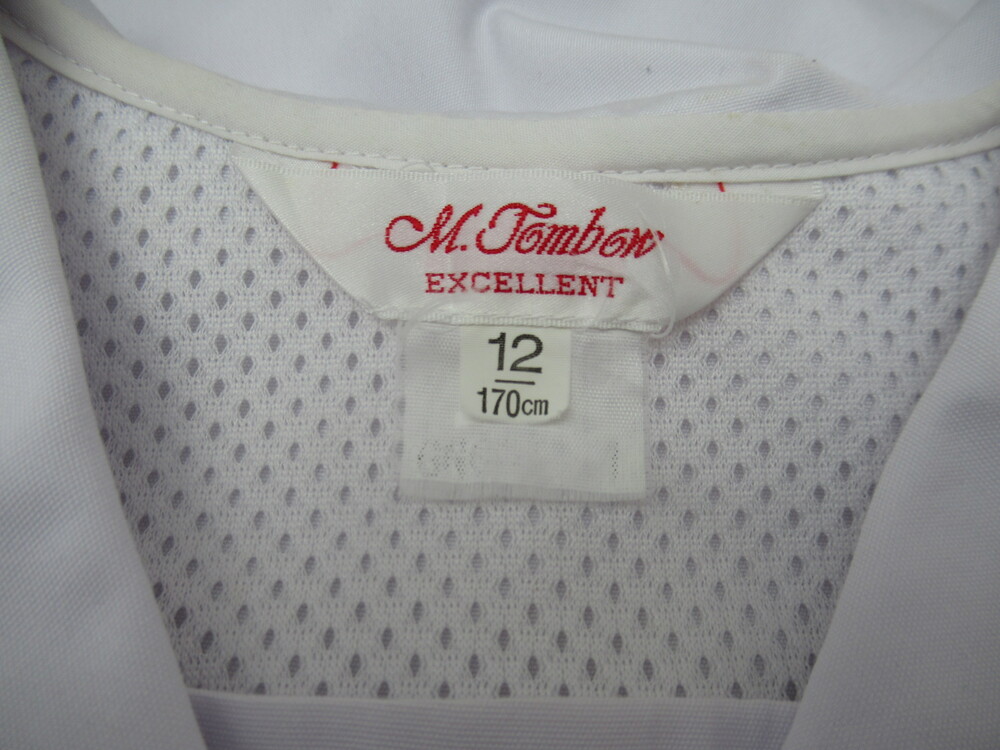 M. Tombow
EXCELLENT
12
170cm